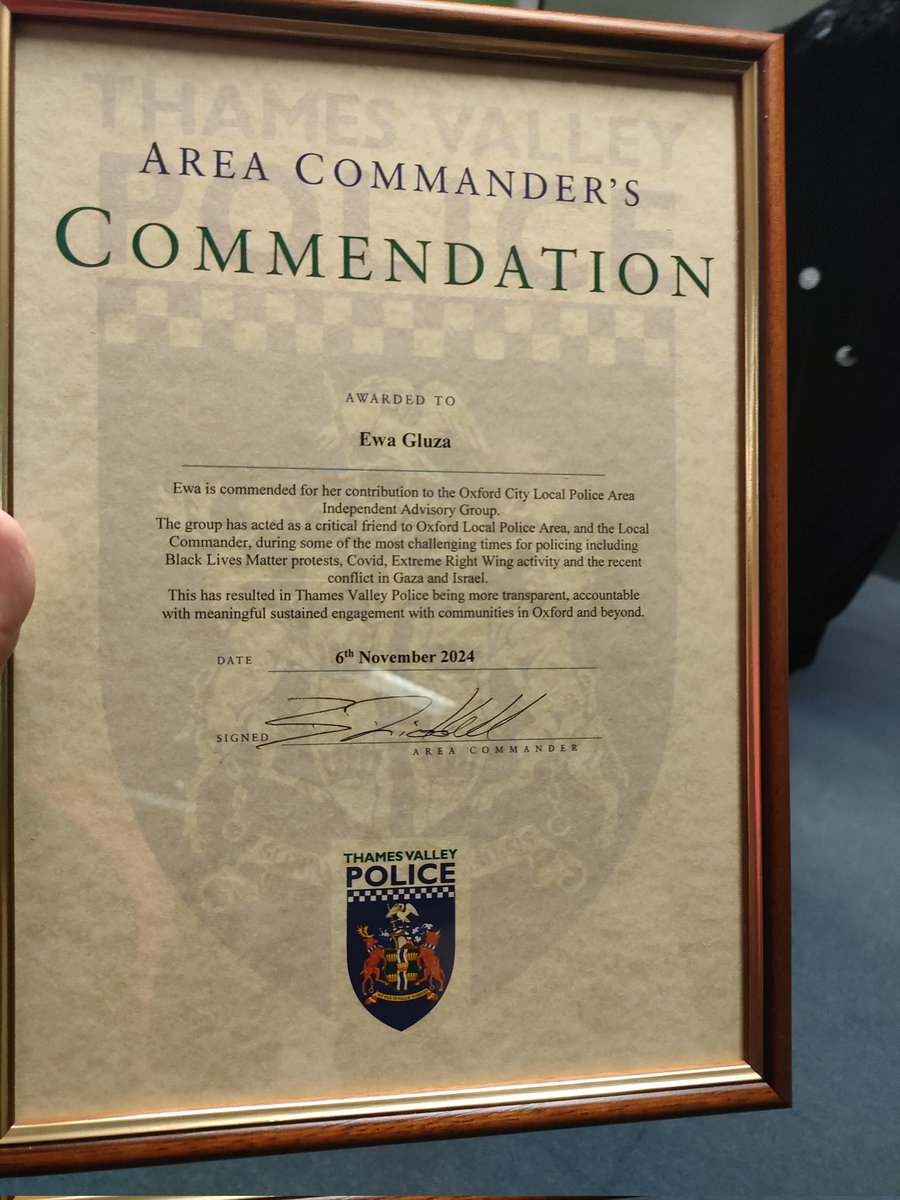 THAMES VALLEY
POLICE
AREA COMMANDER'S
COMMENDATION
AWARDED TO
Ewa Gluza
Ewa is commended for her contribution to the Oxford City Local Police Area
Independent Advisory Group.
The group has acted as a critical friend to Oxford Local Police Area, and the Local
Commander, during some of the most challenging times for policing including
Black Lives Matter protests, Covid, Extreme Right Wing activity and the recent
conflict in Gaza and Israel.
This has resulted in Thames Valley Police being more transparent, accountable
with meaningful sustained engagement with communities in Oxford and beyond.
DATE 6th November 2024
SIGNED
AREA COMMANDER
THAMES VALLEY
POLICE